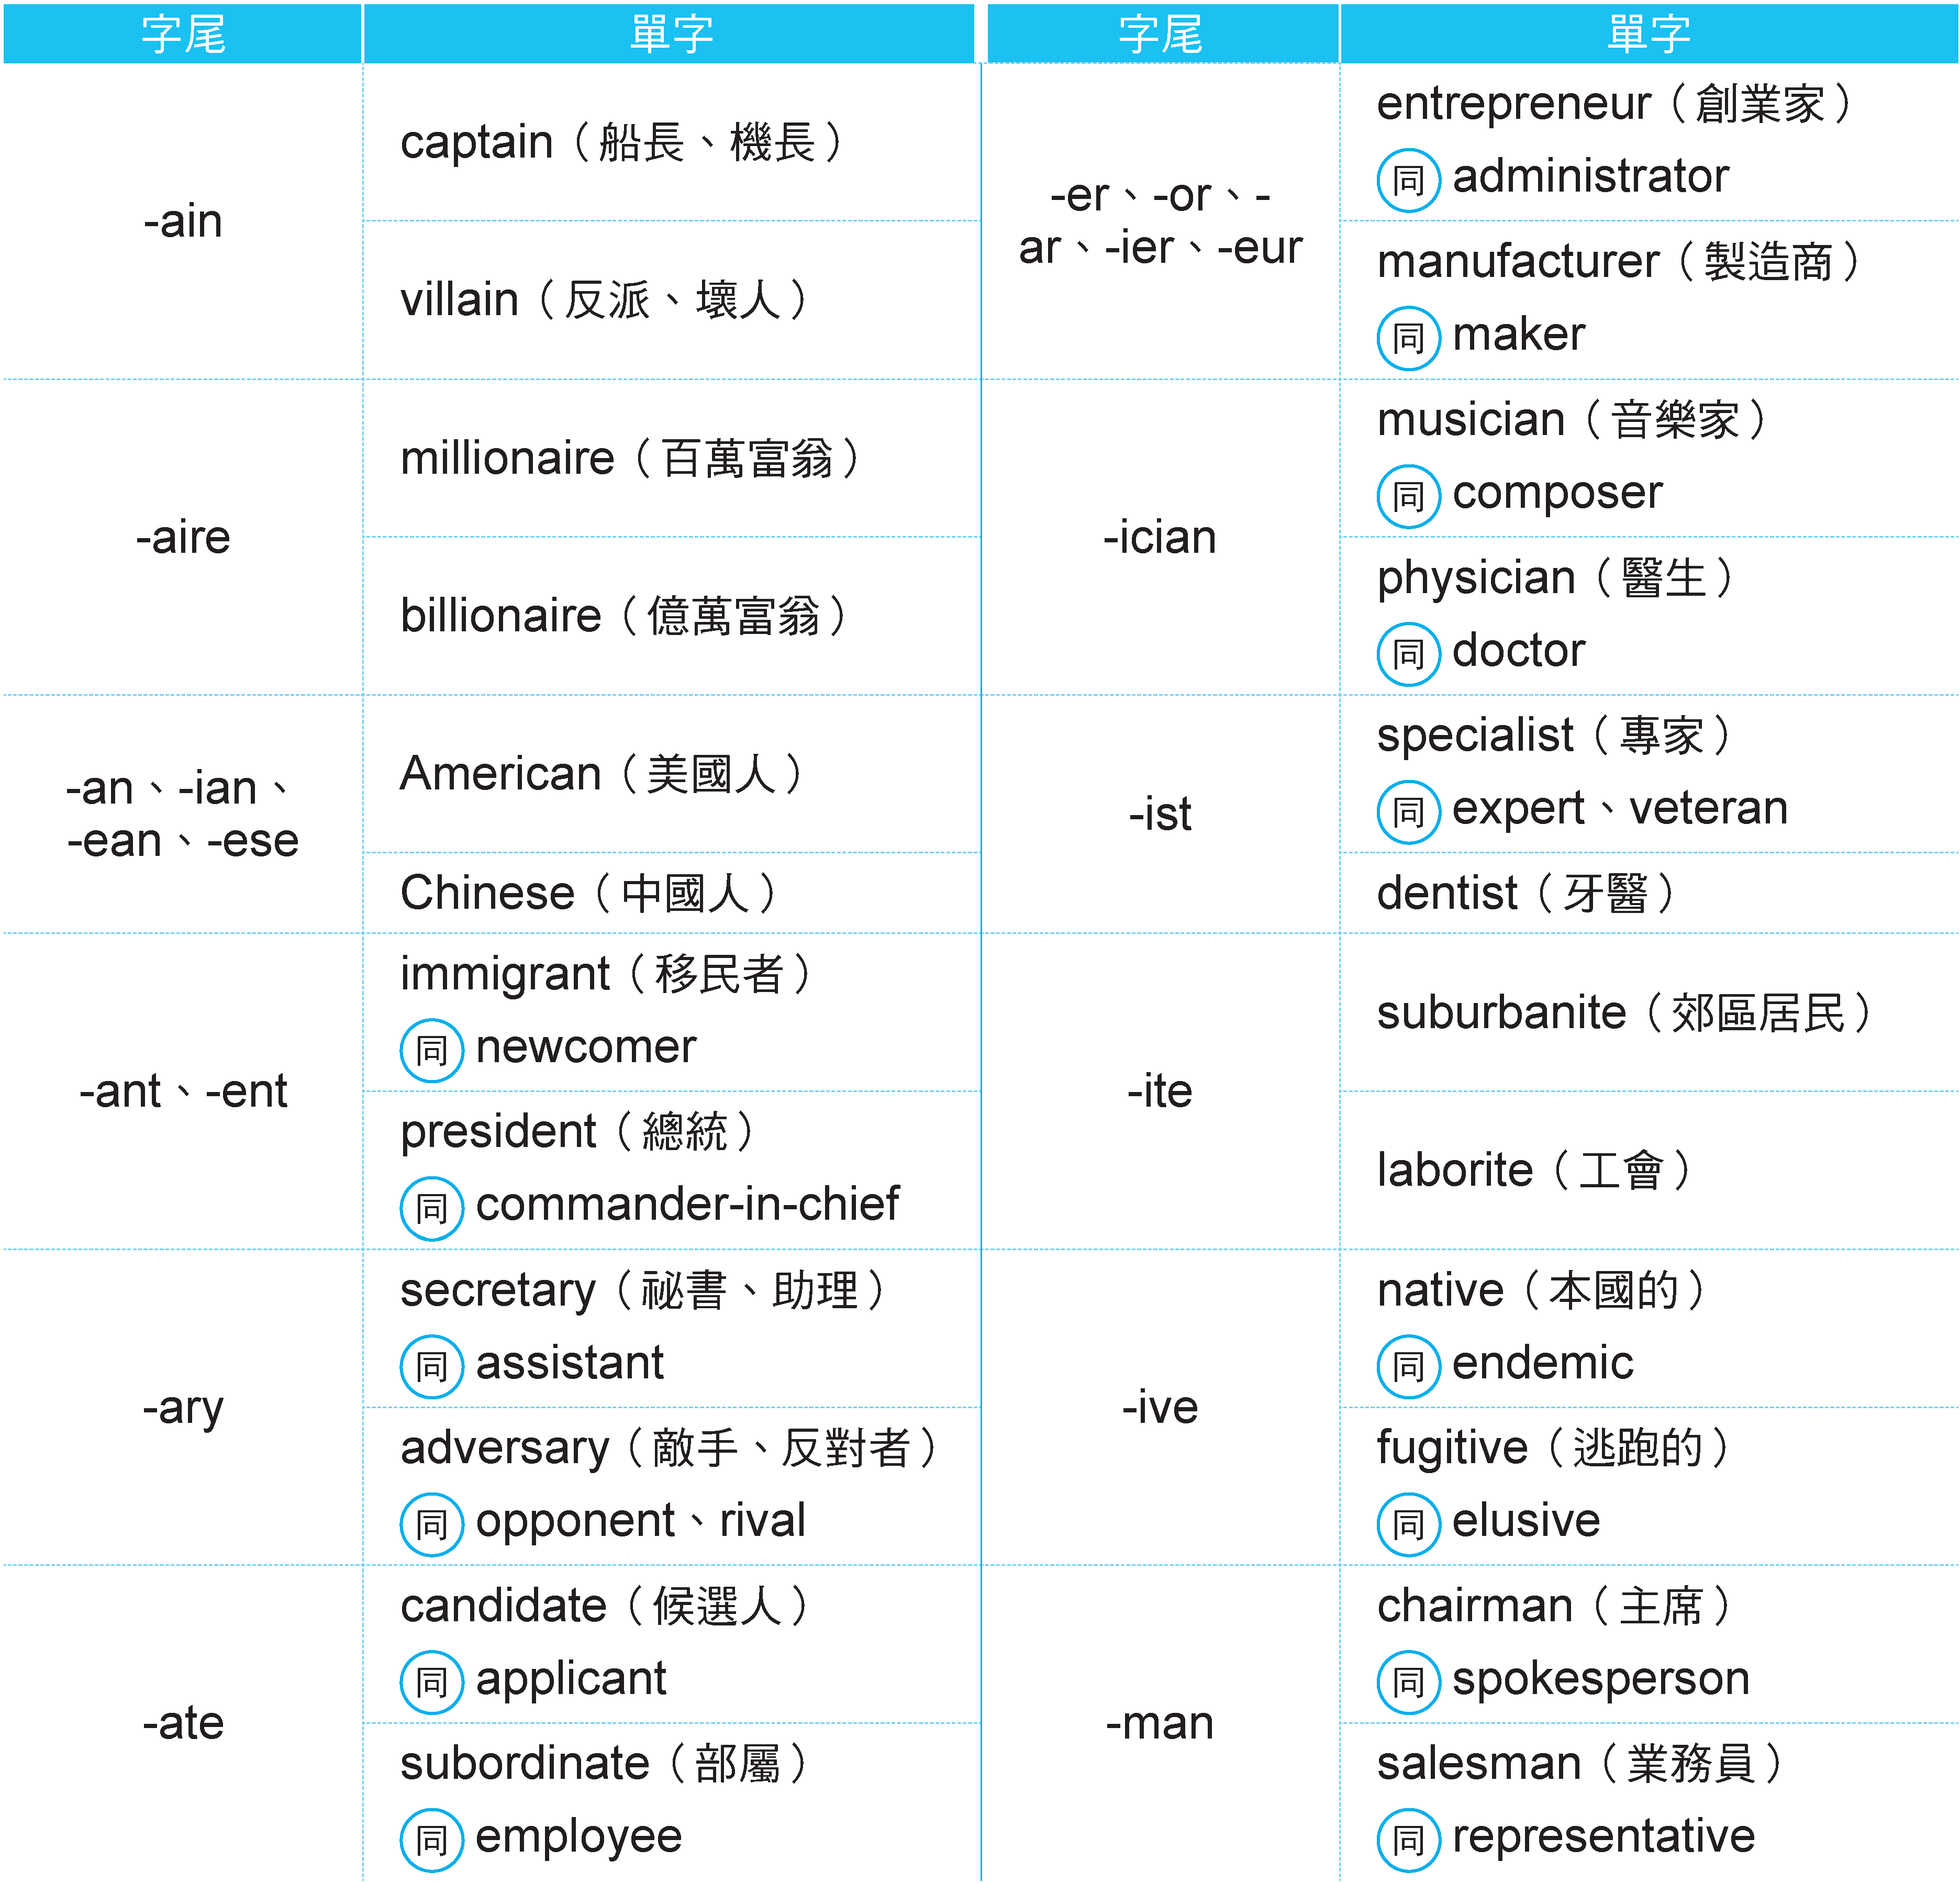 字尾 單字
-ain
captain（船長、機長）
villain（反派、壞人）
-aire
millionaire（百萬富翁）
billionaire（億萬富翁）
-an、-ian、
-ean、-ese
American（美國人）
Chinese（中國人）
-ant、-ent
immigrant（移民者）
同 newcomer
president（總統）
同 commander-in-chief
-ary
secretary（祕書、助理）
同 assistant
adversary（敵手、反對者）
同 opponent、rival
-ate
candidate（候選人）
同 applicant
subordinate（部屬）
同 employee
字尾 單字
-er、-or、-
ar、-ier、-eur
entrepreneur（創業家）
同 administrator
manufacturer（製造商）
同 maker
-ician
musician（音樂家）
同 composer
physician（醫生）
同 doctor
-ist
specialist（專家）
同 expert、veteran
dentist（牙醫）
-ite
suburbanite（郊區居民）
laborite（工會）
-ive
native（本國的）
同 endemic
fugitive（逃跑的）
同 elusive
-man
chairman（主席）
同 spokesperson
salesman（業務員）
同 representative